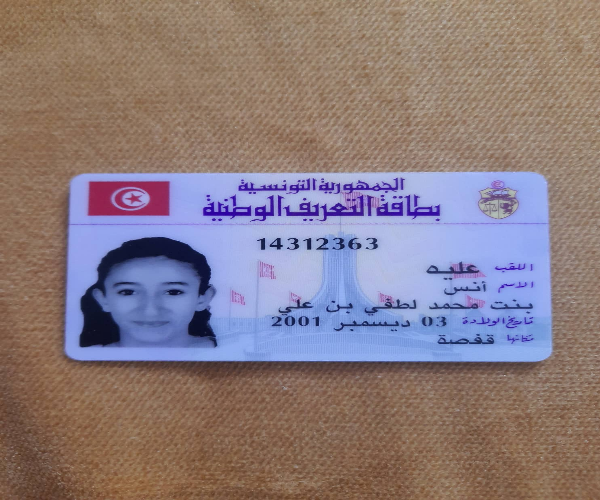 الجمهورية التونسية
بطاقة التعريف الوطنية
14312363
اللقب عليه
الاسم أنس
بنت محمد لطفي بن علي
تاريخ الولادة 03 ديسمبر 2001
مكانها قفصة